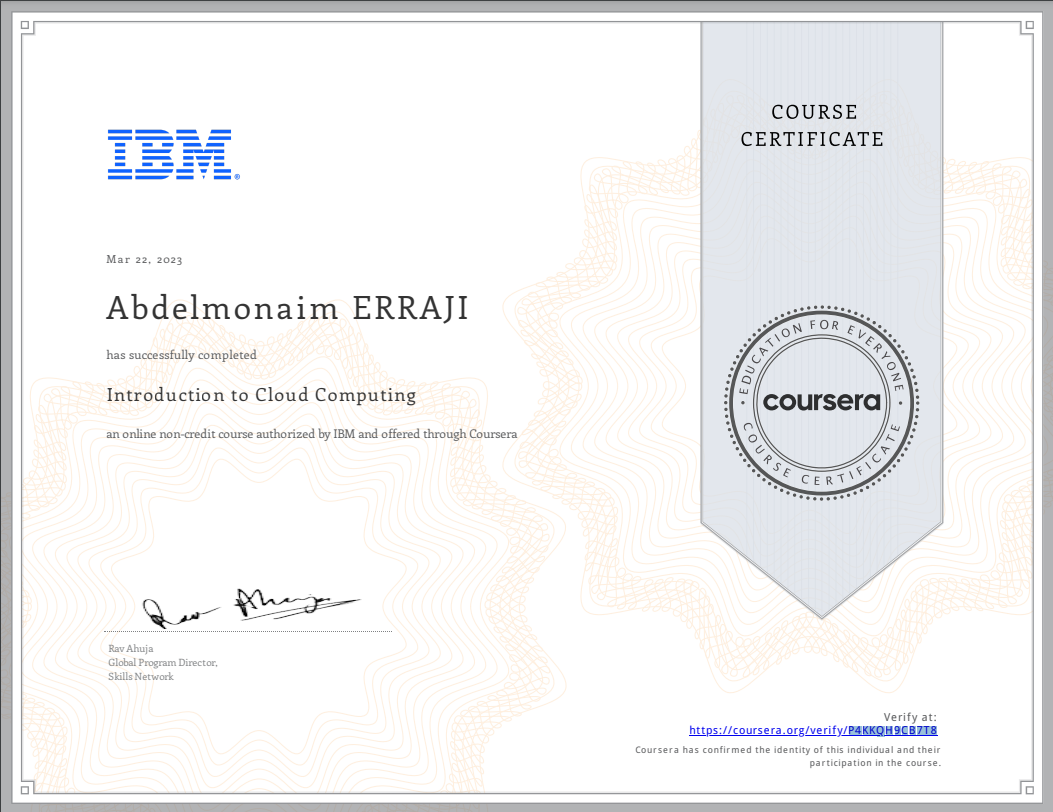 IBM®
COURSE
CERTIFICATE
Mar 22, 2023
Abdelmonaim ERRAJI
has successfully completed
Introduction to Cloud Computing
an online non-credit course authorized by IBM and offered through Coursera
EDUCATION FOR EVERYONE
coursera
COURSE CERTIFICATE
Rav Ahuja
Rav Ahuja
Global Program Director,
Skills Network
Verify at:
https://coursera.org/verify/P4KKQH9CB7T8
Coursera has confirmed the identity of this individual and their
participation in the course.